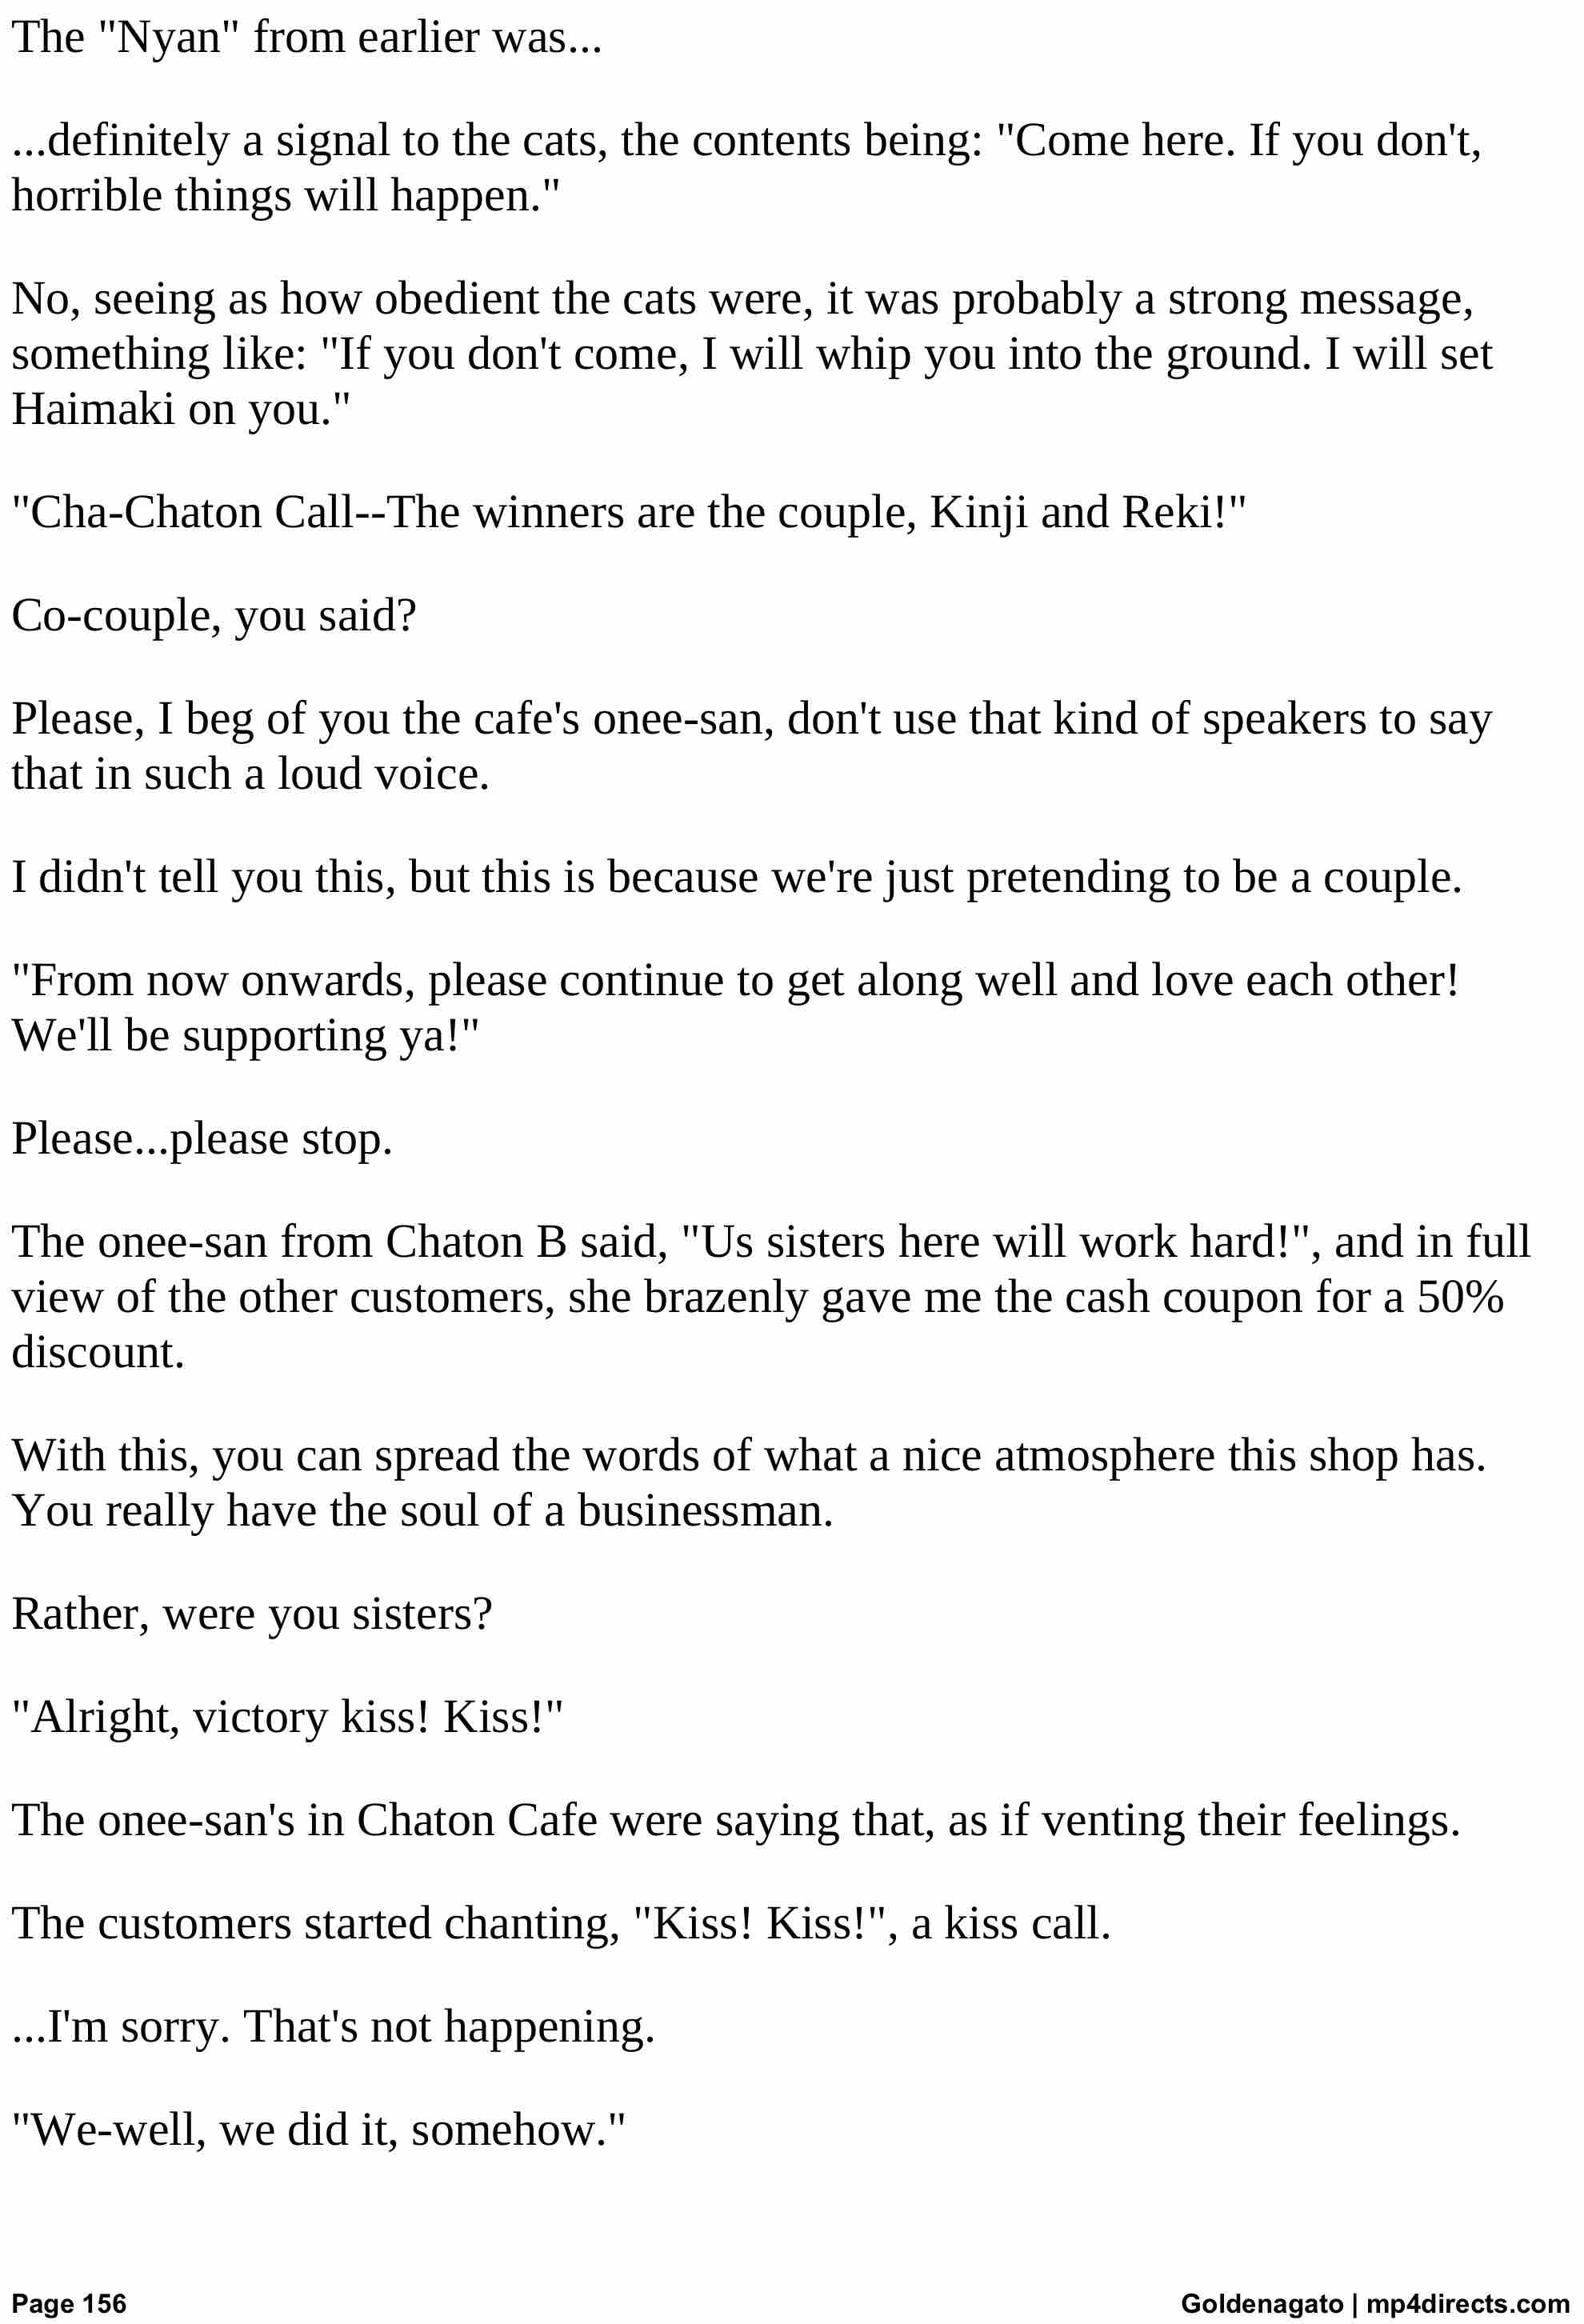 The "Nyan" from earlier was...
...definitely a signal to the cats, the contents being: "Come here. If you don't,
horrible things will happen."
No, seeing as how obedient the cats were, it was probably a strong message,
something like: "If you don't come, I will whip you into the ground. I will set
Haimaki on you."
"Cha-Chaton Call--The winners are the couple, Kinji and Reki!"
Co-couple, you said?
Please, I beg of you the cafe's onee-san, don't use that kind of speakers to say
that in such a loud voice.
I didn't tell you this, but this is because we're just pretending to be a couple.
"From now onwards, please continue to get along well and love each other!
We'll be supporting ya!"
Please...please stop.
The onee-san from Chaton B said, "Us sisters here will work hard!", and in full
view of the other customers, she brazenly gave me the cash coupon for a 50%
discount.
With this, you can spread the words of what a nice atmosphere this shop has.
You really have the soul of a businessman.
Rather, were you sisters?
"Alright, victory kiss! Kiss!"
The onee-san's in Chaton Cafe were saying that, as if venting their feelings.
The customers started chanting, "Kiss! Kiss!", a kiss call.
...I'm sorry. That's not happening.
"We-well, we did it, somehow."
Page 156
Goldenagato | mp4directs.com